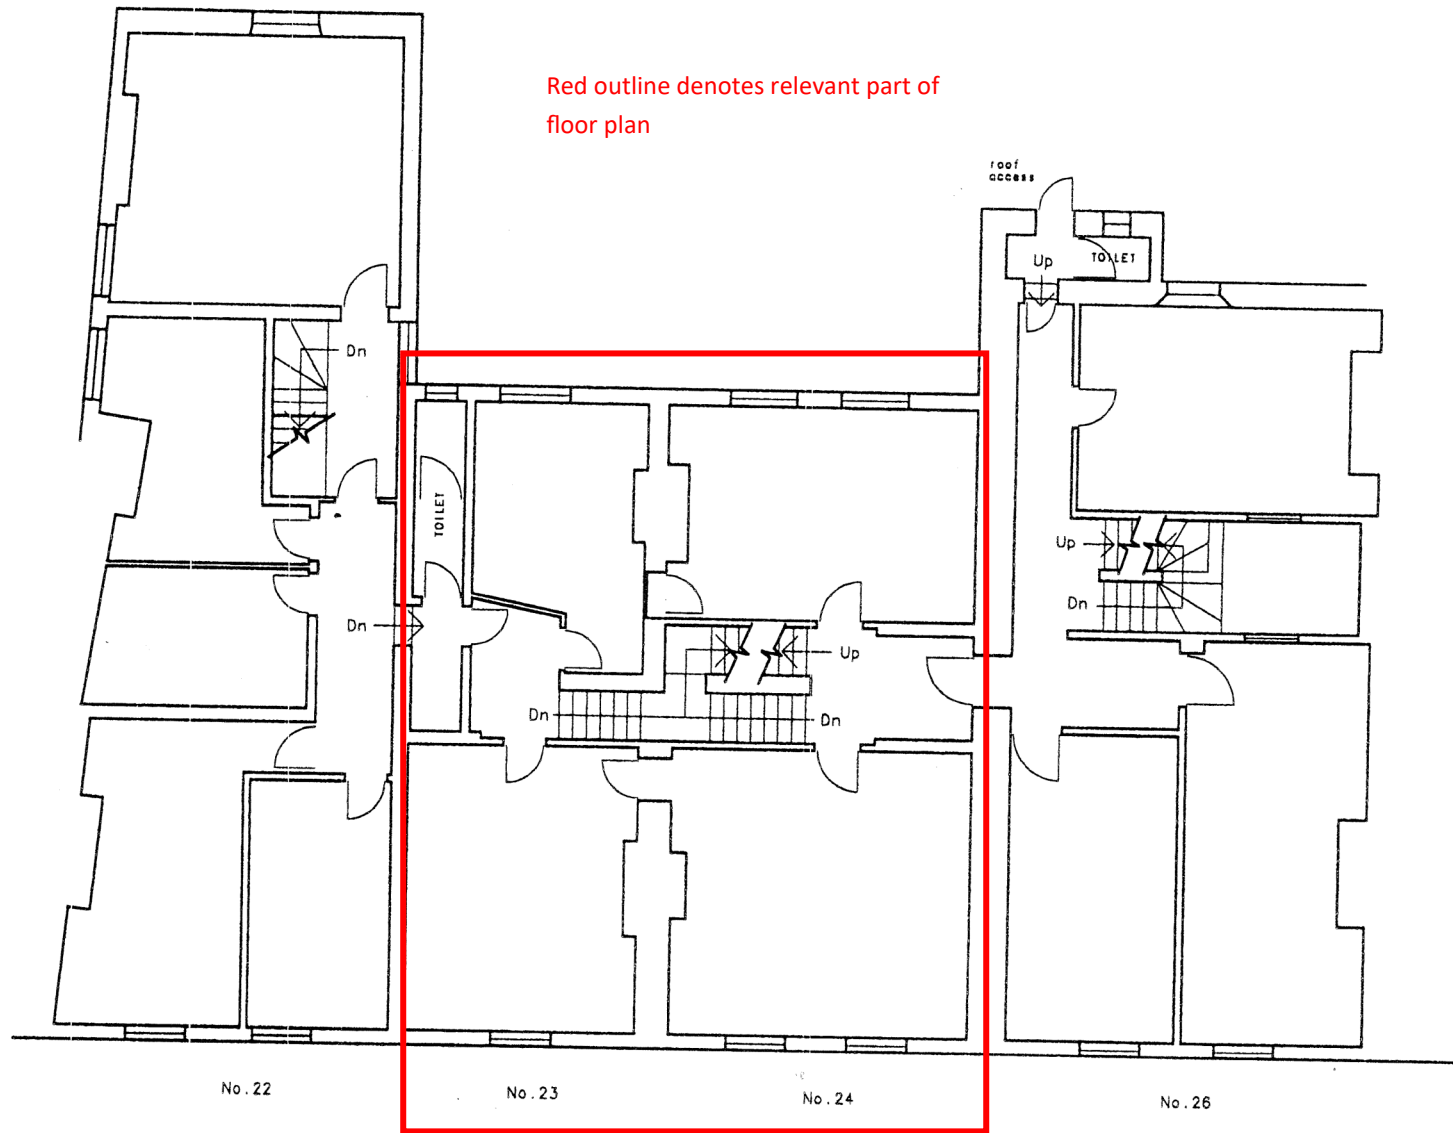 Red outline denotes relevant part of
floor plan
roof
access
Up
TOILET
Dn
TOILET
Up
Dn
Dn
Up
Dn
Dn
No.22
No.23
No.24
No.26